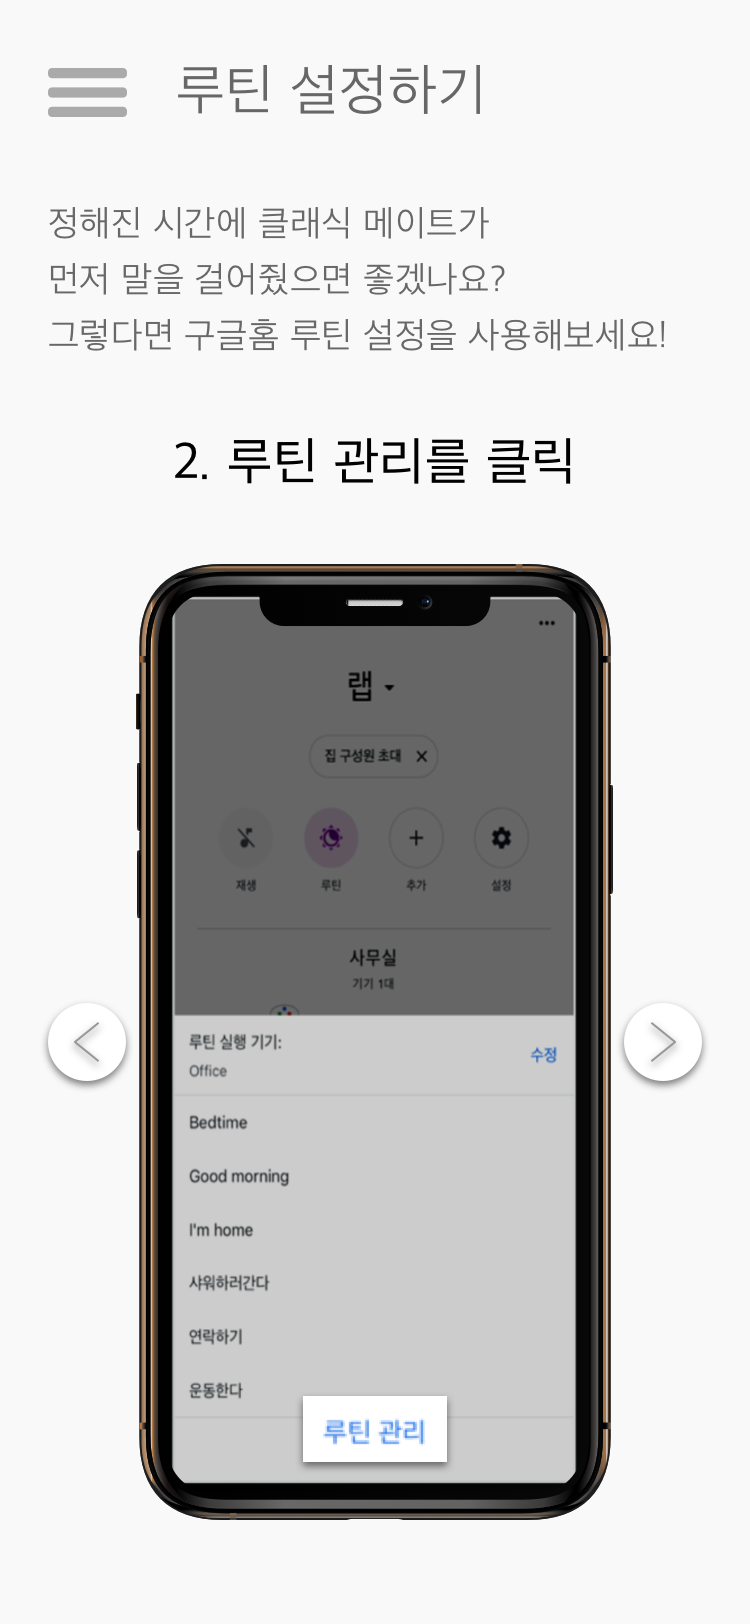 루틴 설정하기
정해진 시간에 클래식 메이트가
먼저 말을 걸어줬으면 좋겠나요?
그렇다면 구글홈 루틴 설정을 사용해보세요!
2. 루틴 관리를 클릭
랩
집 구성원 초대
재생 루틴 추가 설정
사무실
기기 1대
루틴 실행 기기:
수정
Office
Bedtime
Good morning
I'm home
샤워하러간다
연락하기
운동한다
루틴 관리